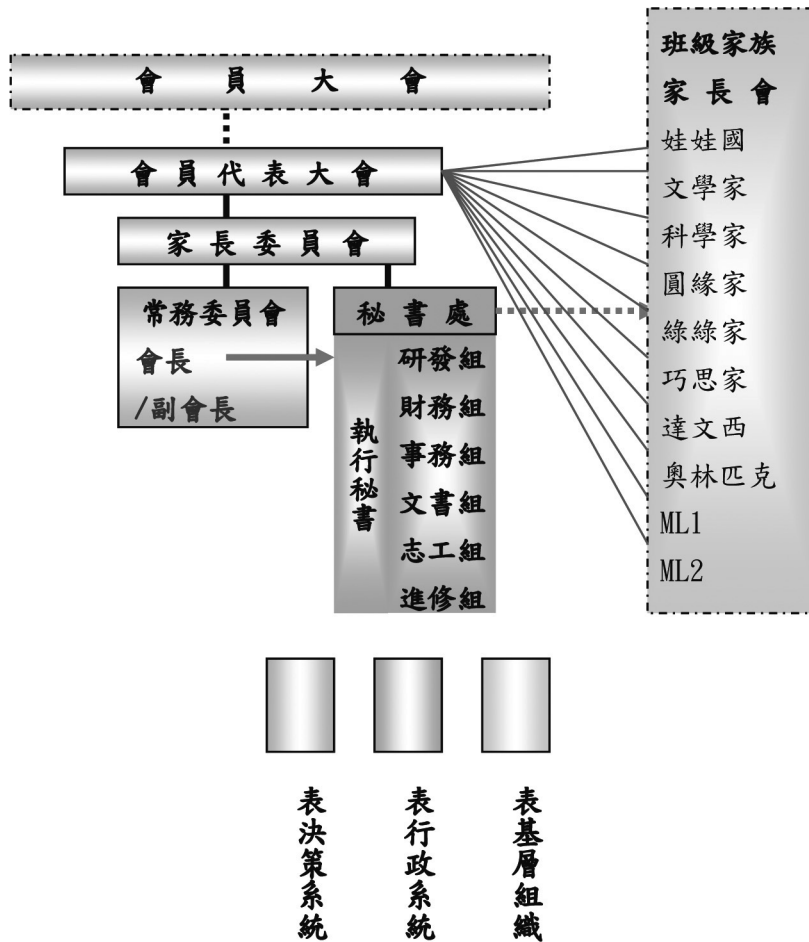 會員大會
會員代表大會
家長委員會
常務委員會
會長
/副會長
秘書處
執行秘書
研發組
財務組
事務組
文書組
志工組
進修組
班級家族
家長會
娃娃國
文學家
科學家
圓緣家
綠綠家
巧思家
達文西
奧林匹克
ML1
ML2
表決策系統
表行政系統
表基層組織